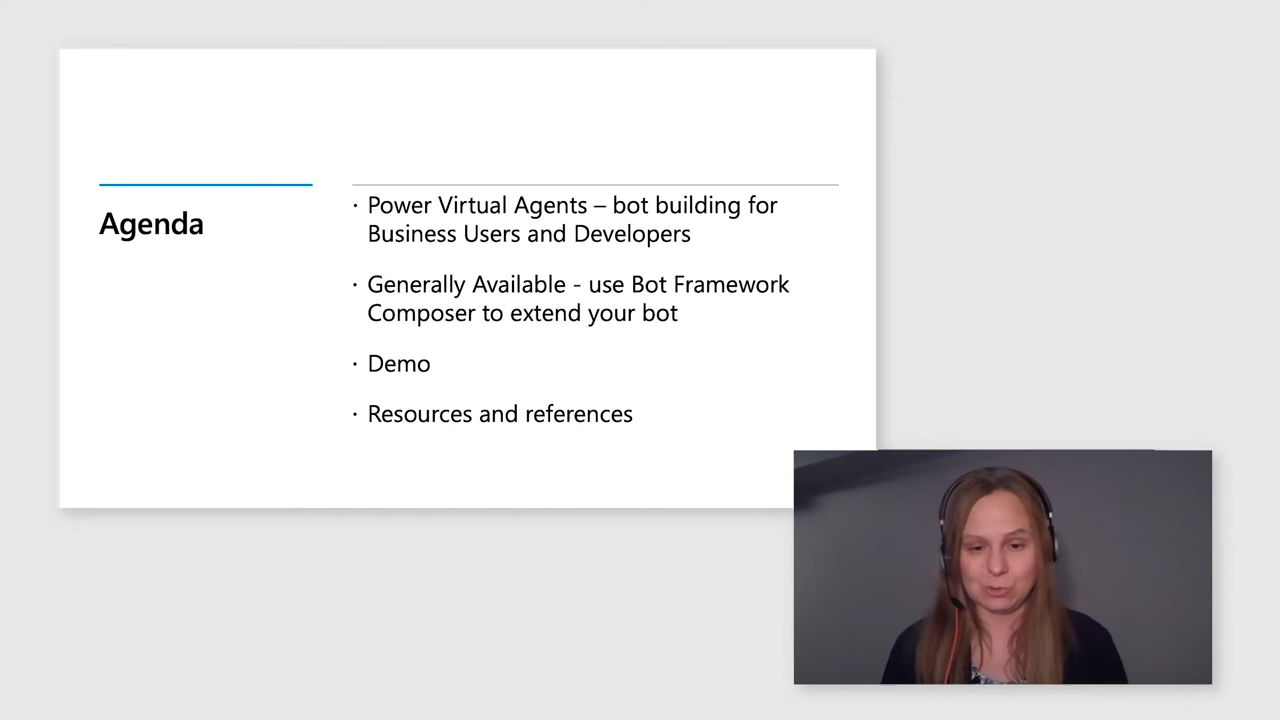 Agenda
· Power Virtual Agents – bot building for
Business Users and Developers
· Generally Available - use Bot Framework
Composer to extend your bot
· Demo
· Resources and references